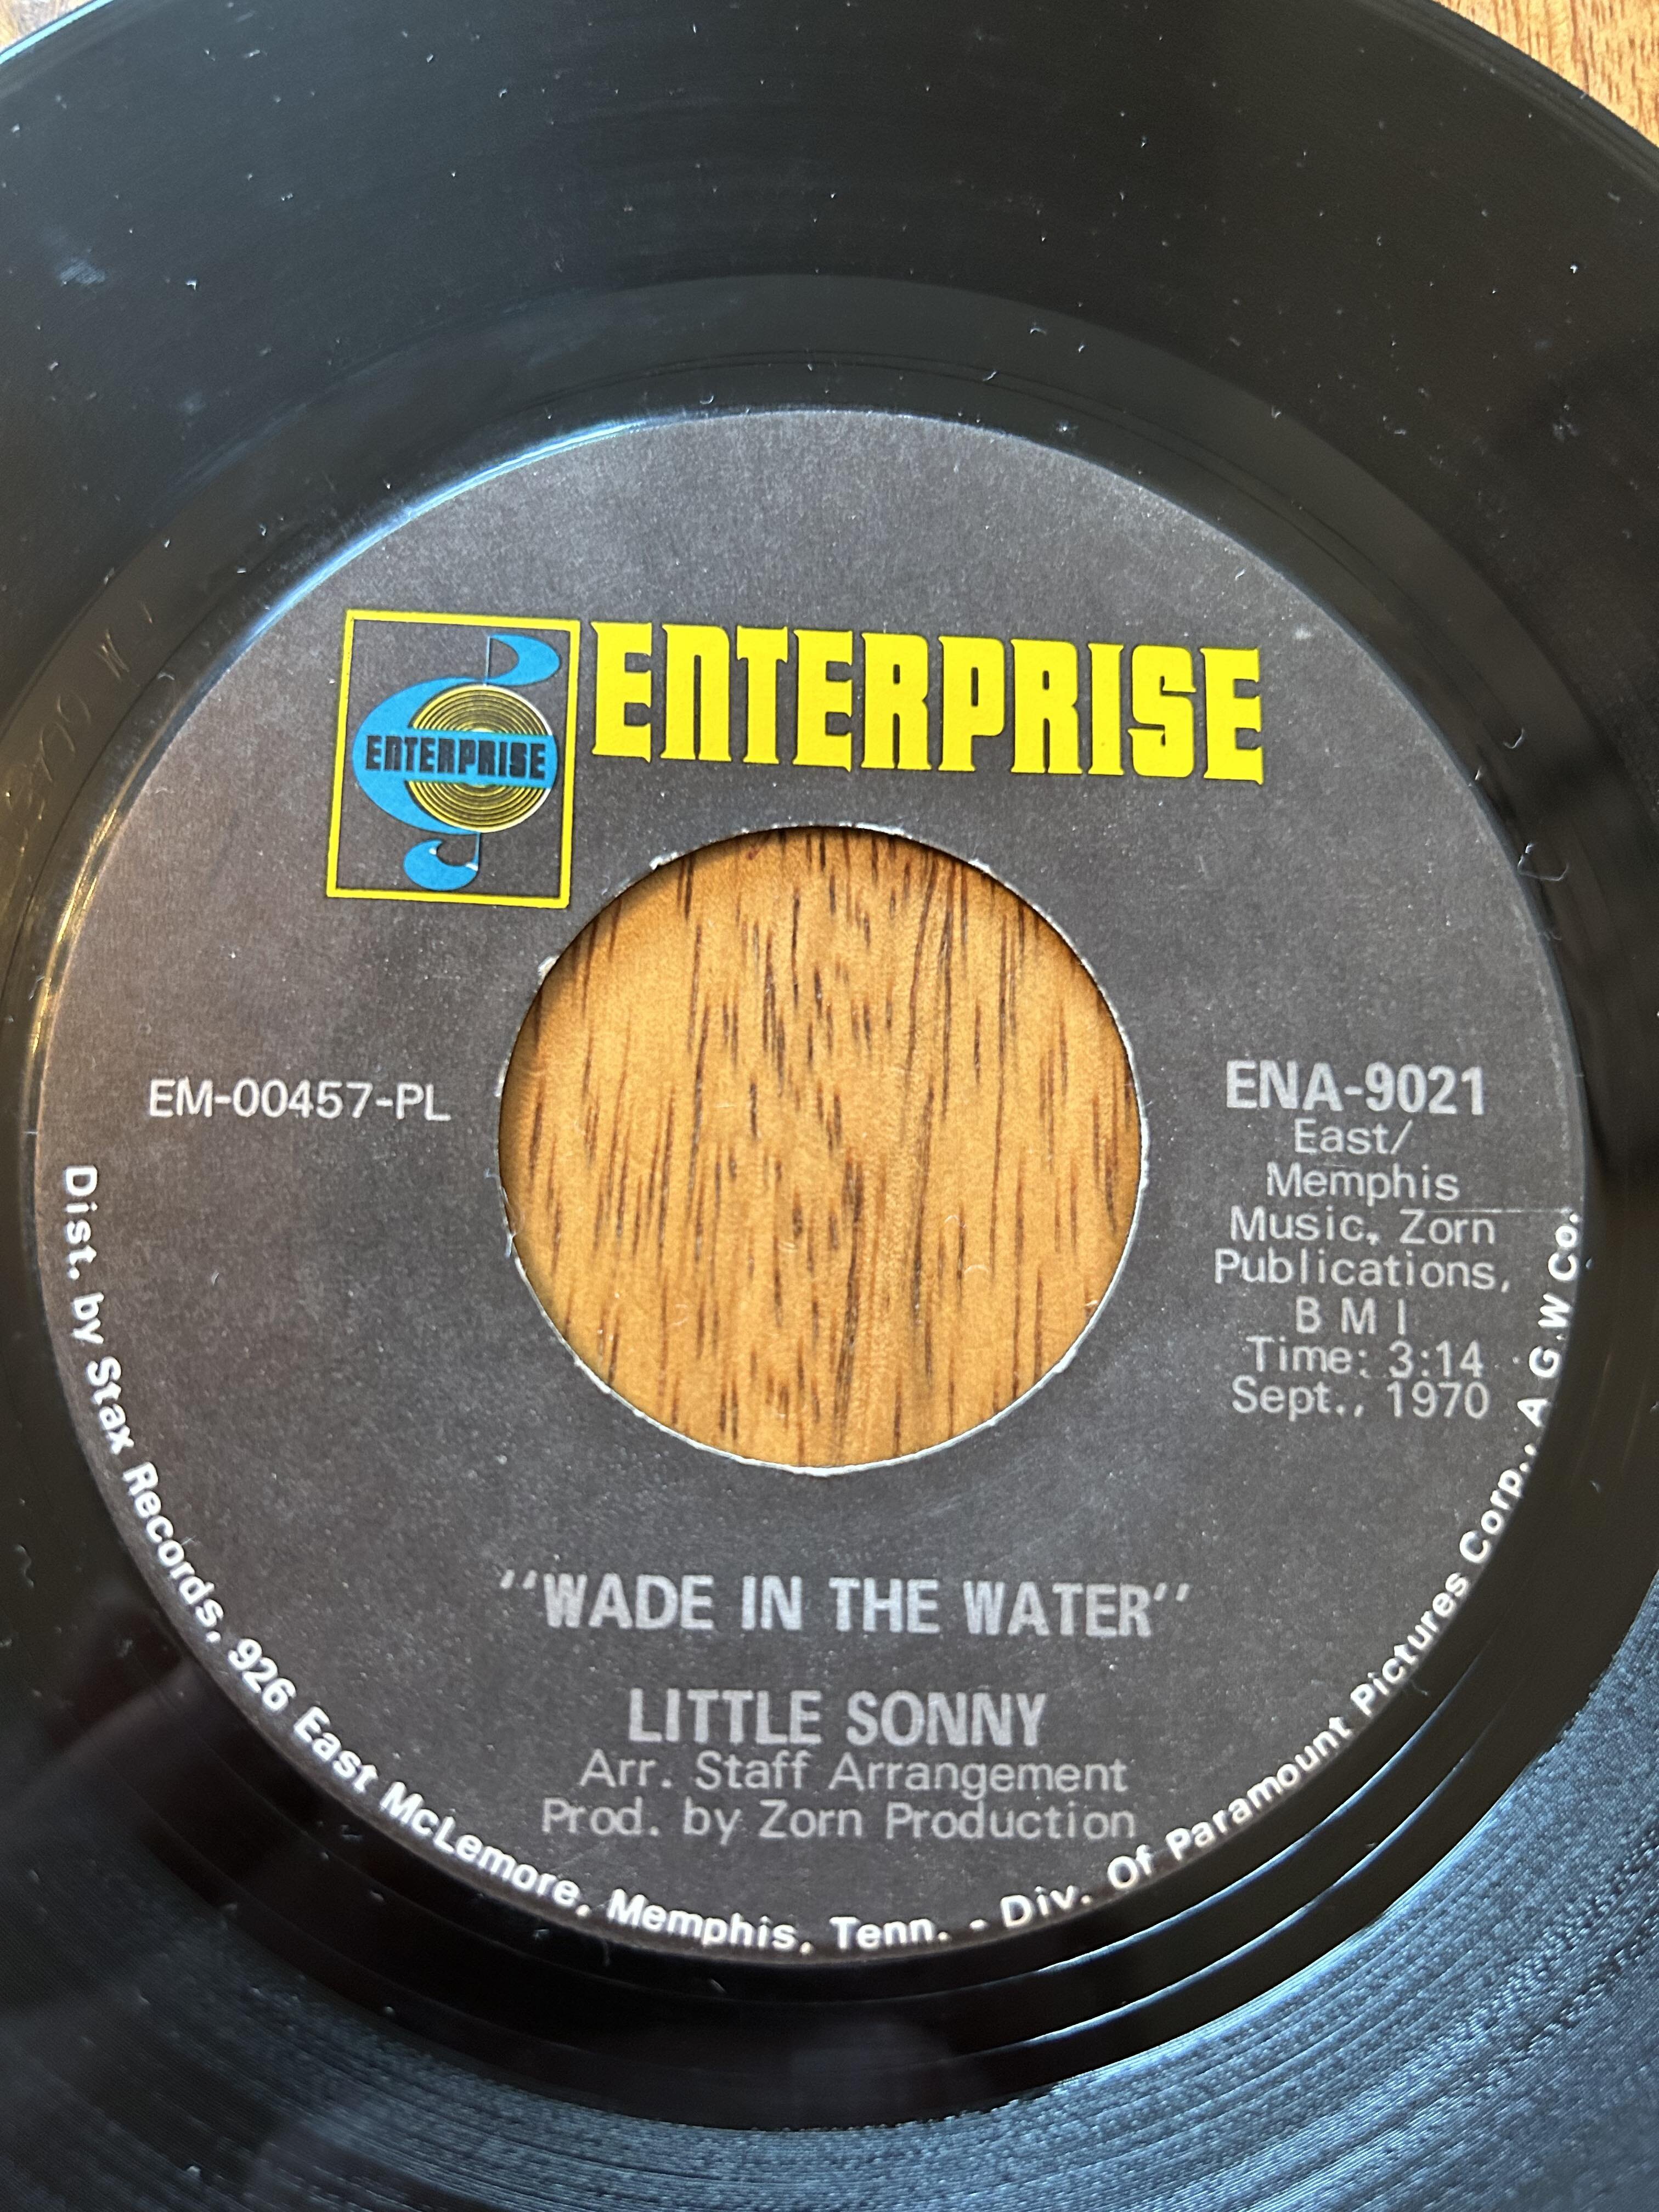 ENTERPRISE
ENTERPRISE
EM-00457-PL
ENA-9021
East/
Memphis
Music, Zorn
Publications,
B M I
Time: 3:14
Sept., 1970
"WADE IN THE WATER"
LITTLE SONNY
Arr. Staff Arrangement
Prod. by Zorn Production
Dist. by Stax Records, 926 East McLemore, Memphis, Tenn. - Div. Of Paramount Pictures Corp., A G.W Co.